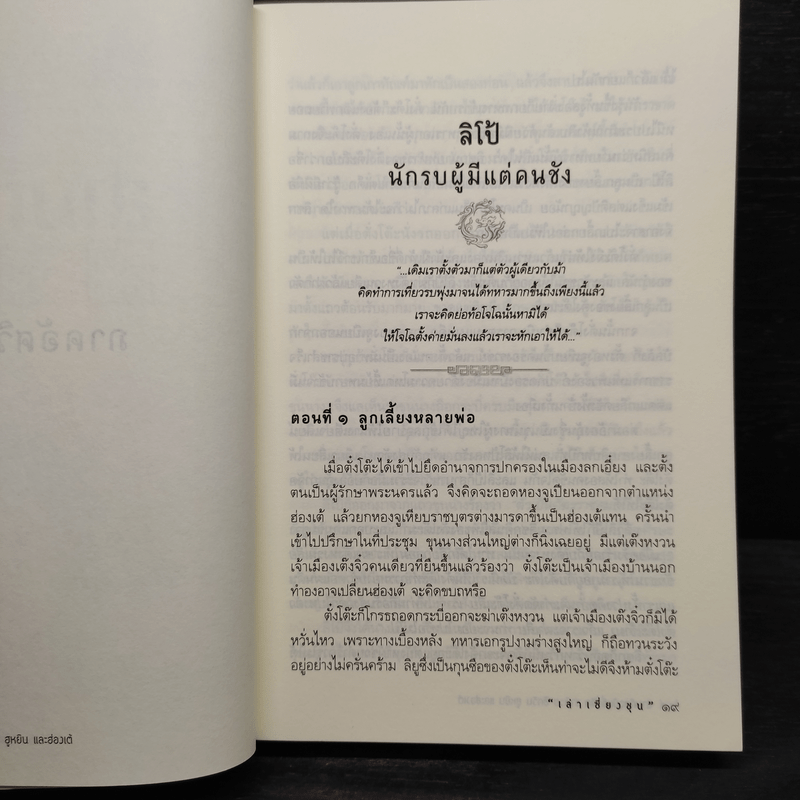 ลิโป้
นักรบผู้มีแต่คนชัง
"...เดิมเราตั้งตัวมาก็แต่ตัวผู้เดียวกับม้า
คิดทำการเที่ยวรบพุ่งมาจนได้ทหารมากขึ้นถึงเพียงนี้แล้ว
เราจะคิดย่อท้อโจโฉนั้นหามิได้
ให้โจโฉตั้งค่ายมั่นลงแล้วเราจะหักเอาให้ได้..."
ตอนที่ ๑ ลูกเลี้ยงหลายพ่อ
เมื่อตั๋งโต๊ะได้เข้าไปยึดอำนาจการปกครองในเมืองลกเอี๋ยง และตั้ง
ตนเป็นผู้รักษาพระนครแล้ว จึงคิดจะถอดหองจูเปียนออกจากตำแหน่ง
ฮ่องเต้ แล้วยกหองจูเหียบราชบุตรต่างมารดาขึ้นเป็นฮ่องเต้แทน ครั้นนำ
เข้าไปปรึกษาในที่ประชุม ขุนนางส่วนใหญ่ต่างก็นิ่งเฉยอยู่ มีแต่เต๊งหงวน
เจ้าเมืองเต๊งจิ๋วคนเดียวที่ยืนขึ้นแล้วร้องว่า ตั๋งโต๊ะเป็นเจ้าเมืองบ้านนอก
ทำองอาจเปลี่ยนฮ่องเต้ จะคิดขบถหรือ
ตั๋งโต๊ะก็โกรธถอดกระบี่ออกจะฆ่าเต๊งหงวน แต่เจ้าเมืองเต๊งจิ๋วก็มิได้
หวั่นไหว เพราะทางเบื้องหลัง ทหารเอกรูปงามร่างสูงใหญ่ ก็ถือทวนระวัง
อยู่อย่างไม่ครั่นคร้าม ลิยูซึ่งเป็นกุนซือของตั๋งโต๊ะเห็นท่าจะไม่ดีจึงห้ามตั๋งโต๊ะ
"เล่าเซี่ยงชุน" ๑๙
ฮูหยิน และฮ่องเต้